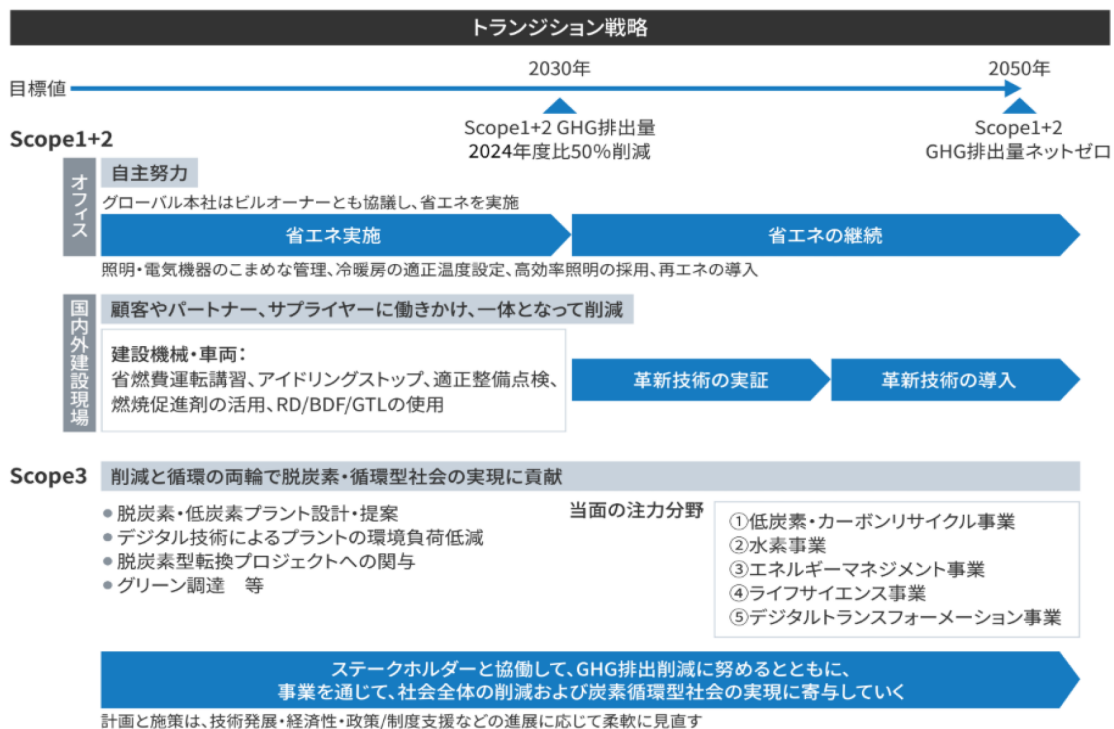 トランジション戦略
2030年
2050年
目標値
Scope1+2 GHG排出量
2024年度比50%削減
Scope1+2
GHG排出量ネットゼロ
Scope1+2
オフィス
自主努力
グローバル本社はビルオーナーとも協議し、省エネを実施
省エネ実施
省エネの継続
照明・電気機器のこまめな管理、冷暖房の適正温度設定、高効率照明の採用、再エネの導入
国内外建設現場
顧客やパートナー、サプライヤーに働きかけ、一体となって削減
建設機械・車両：
省燃費運転講習、アイドリングストップ、適正整備点検、
燃焼促進剤の活用、RD/BDF/GTLの使用
革新技術の実証
革新技術の導入
Scope3
削減と循環の両輪で脱炭素・循環型社会の実現に貢献
●脱炭素・低炭素プラント設計・提案
●デジタル技術によるプラントの環境負荷低減
●脱炭素型転換プロジェクトへの関与
●グリーン調達　等
当面の注力分野
①低炭素・カーボンリサイクル事業
②水素事業
③エネルギーマネジメント事業
④ライフサイエンス事業
⑤デジタルトランスフォーメーション事業
ステークホルダーと協働して、GHG排出削減に努めるとともに、
事業を通じて、社会全体の削減および炭素循環型社会の実現に寄与していく
計画と施策は、技術発展・経済性・政策/制度支援などの進展に応じて柔軟に見直す